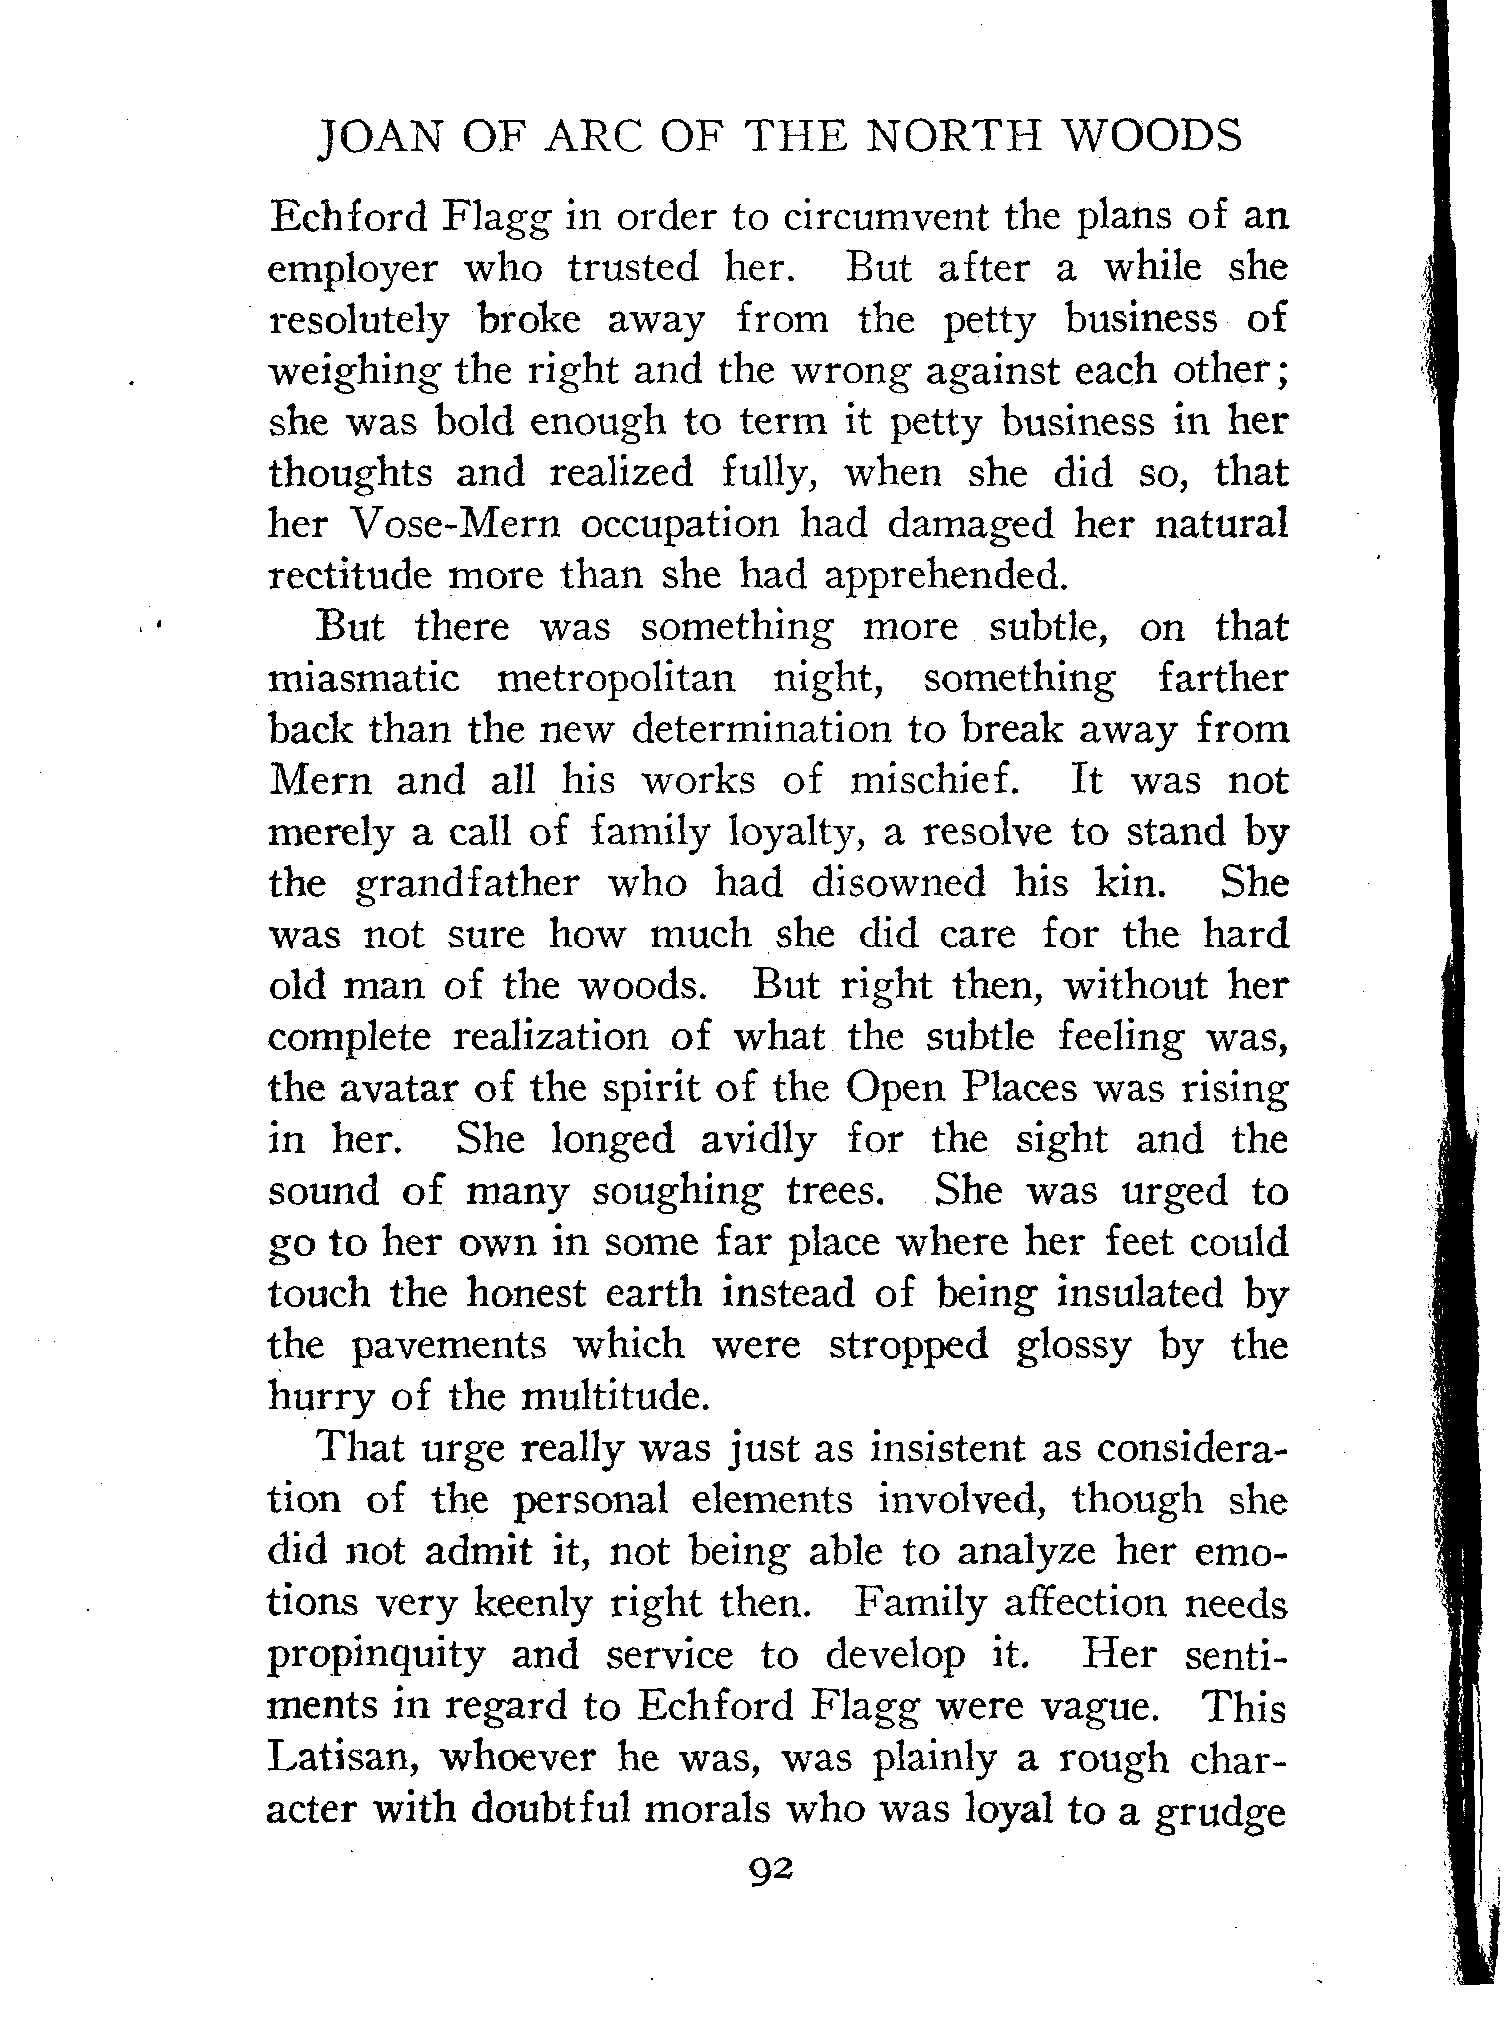 JOAN OF ARC OF THE NORTH WOODS
Echford Flagg in order to circumvent the plans of an
employer who trusted her. But after a while she
resolutely broke away from the petty business of
weighing the right and the wrong against each other;
she was bold enough to term it petty business in her
thoughts and realized fully, when she did so, that
her Vose-Mern occupation had damaged her natural
rectitude more than she had apprehended.
But there was something more subtle, on that
miasmatic metropolitan night, something farther
back than the new determination to break away from
Mern and all his works of mischief. It was not
merely a call of family loyalty, a resolve to stand by
the grandfather who had disowned his kin. She
was not sure how much she did care for the hard
old man of the woods. But right then, without her
complete realization of what the subtle feeling was,
the avatar of the spirit of the Open Places was rising
in her. She longed avidly for the sight and the
sound of many soughing trees. She was urged to
go to her own in some far place where her feet could
touch the honest earth instead of being insulated by
the pavements which were stropped glossy by the
hurry of the multitude.
That urge really was just as insistent as considera-
tion of the personal elements involved, though she
did not admit it, not being able to analyze her emo-
tions very keenly right then. Family affection needs
propinquity and service to develop it. Her senti-
ments in regard to Echford Flagg were vague. This
Latisan, whoever he was, was plainly a rough char-
acter with doubtful morals who was loyal to a grudge
92